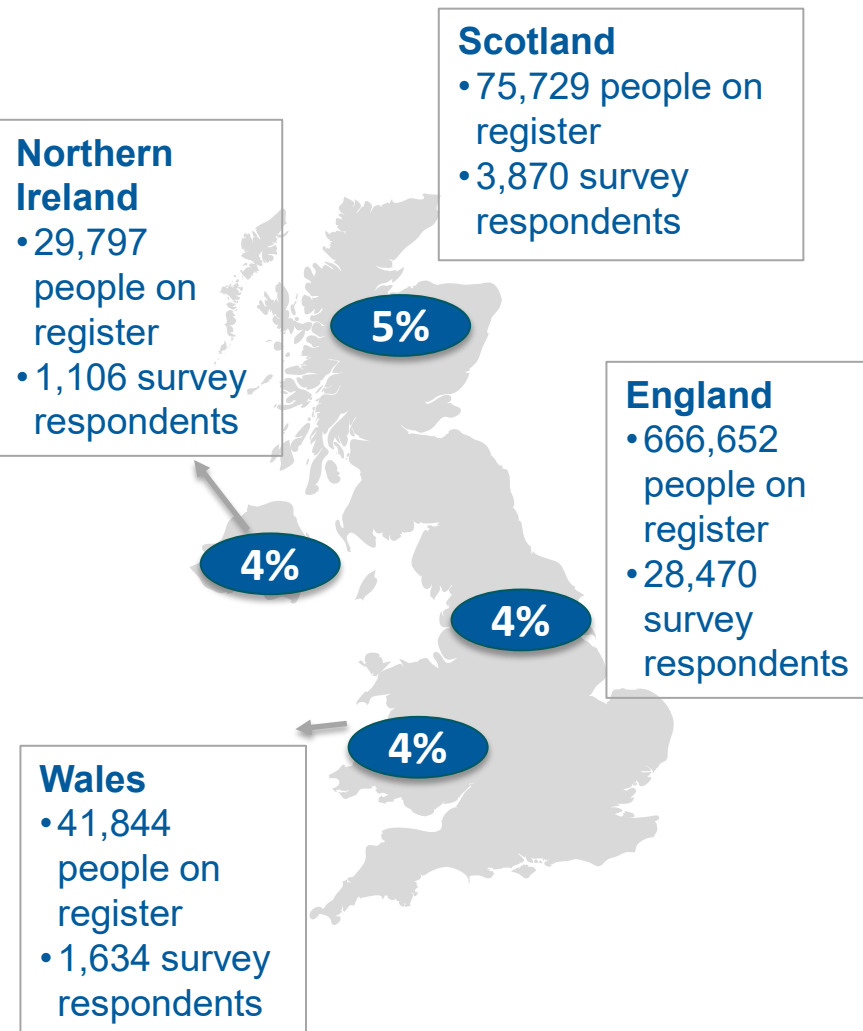 Scotland
•75,729 people on
register
•3,870 survey
respondents
Northern
Ireland
•29,797
people on
register
•1,106 survey
respondents
5%
England
•666,652
people on
register
•28,470
survey
respondents
4%
4%
4%
Wales
•41,844
people on
register
•1,634 survey
respondents